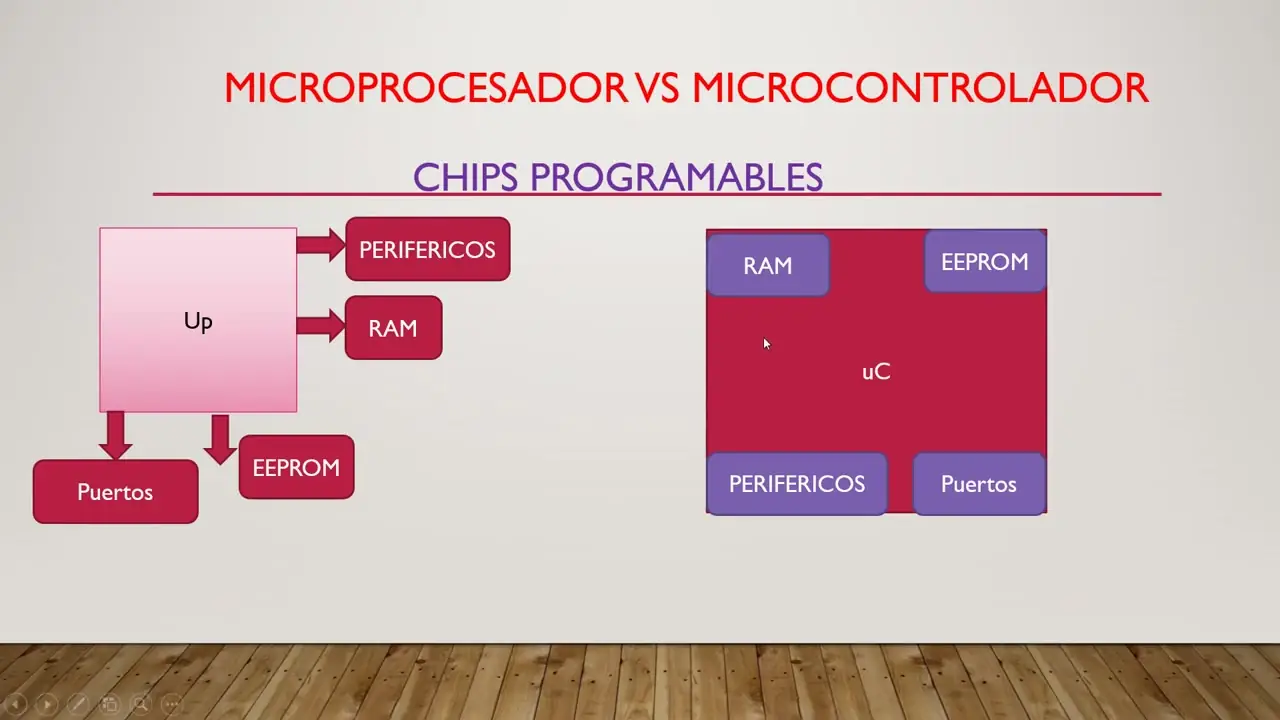 MICROPROCESADOR VS MICROCONTROLADOR
CHIPS PROGRAMABLES
PERIFERICOS
Up
RAM
EEPROM
Puertos
RAM
EEPROM
uC
PERIFERICOS
Puertos